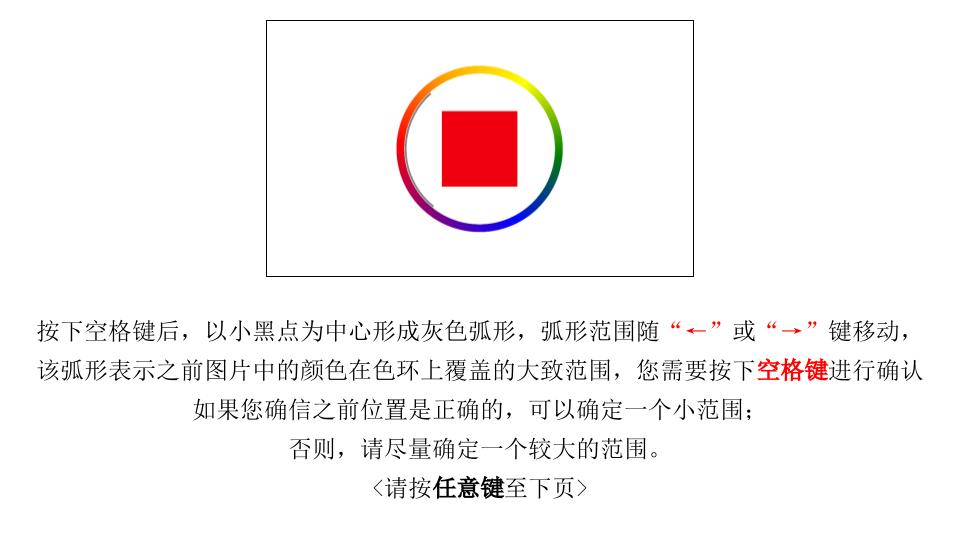 按下空格键后，以小黑点为中心形成灰色弧形，弧形范围随“←”或“→”键移动，
该弧形表示之前图片中的颜色在色环上覆盖的大致范围，您需要按下空格键进行确认
如果您确信之前位置是正确的，可以确定一个小范围；
否则，请尽量确定一个较大的范围。
<请按任意键至下页>